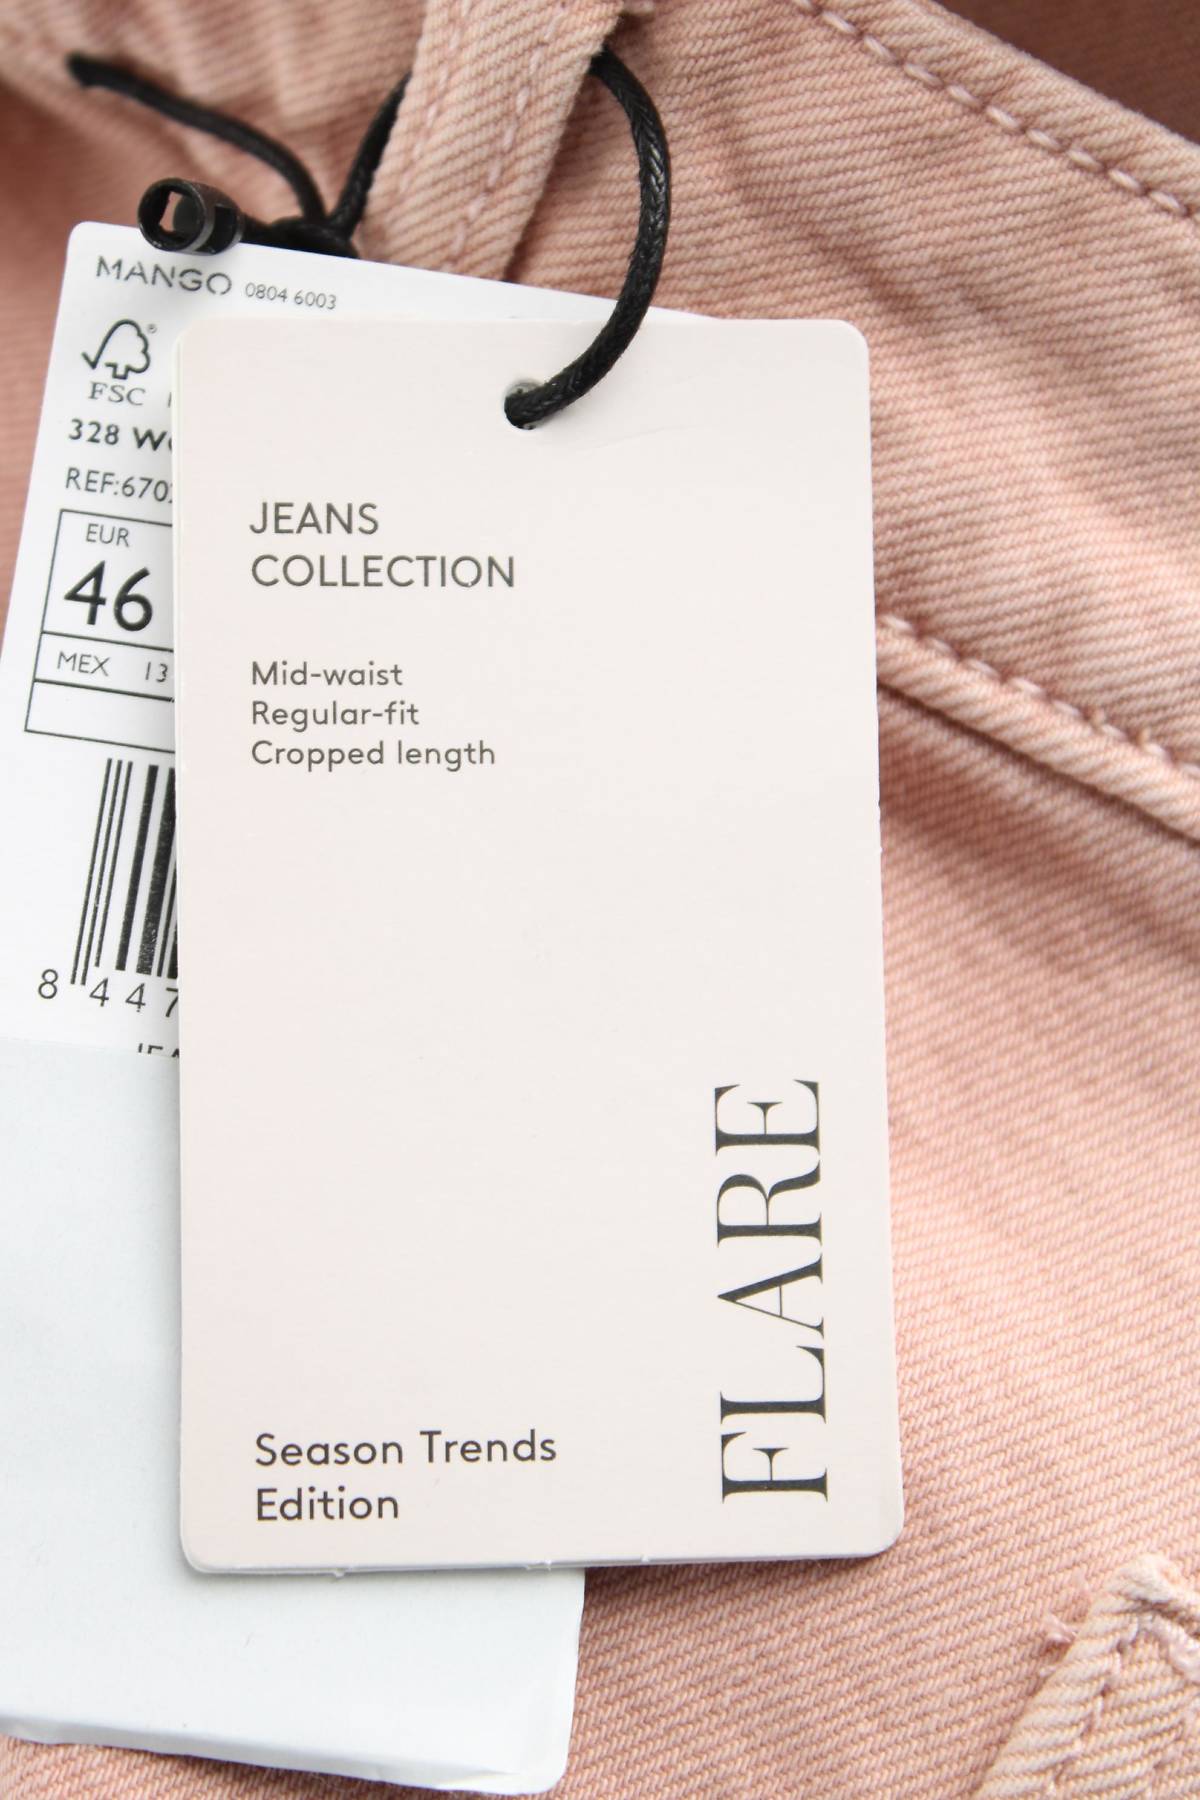 MANGO 0804 6003
FSC
328
REF:670
EUR
46
MEX 13
8 447
JEANS
COLLECTION
Mid-waist
Regular-fit
Cropped length
FLARE
Season Trends
Edition